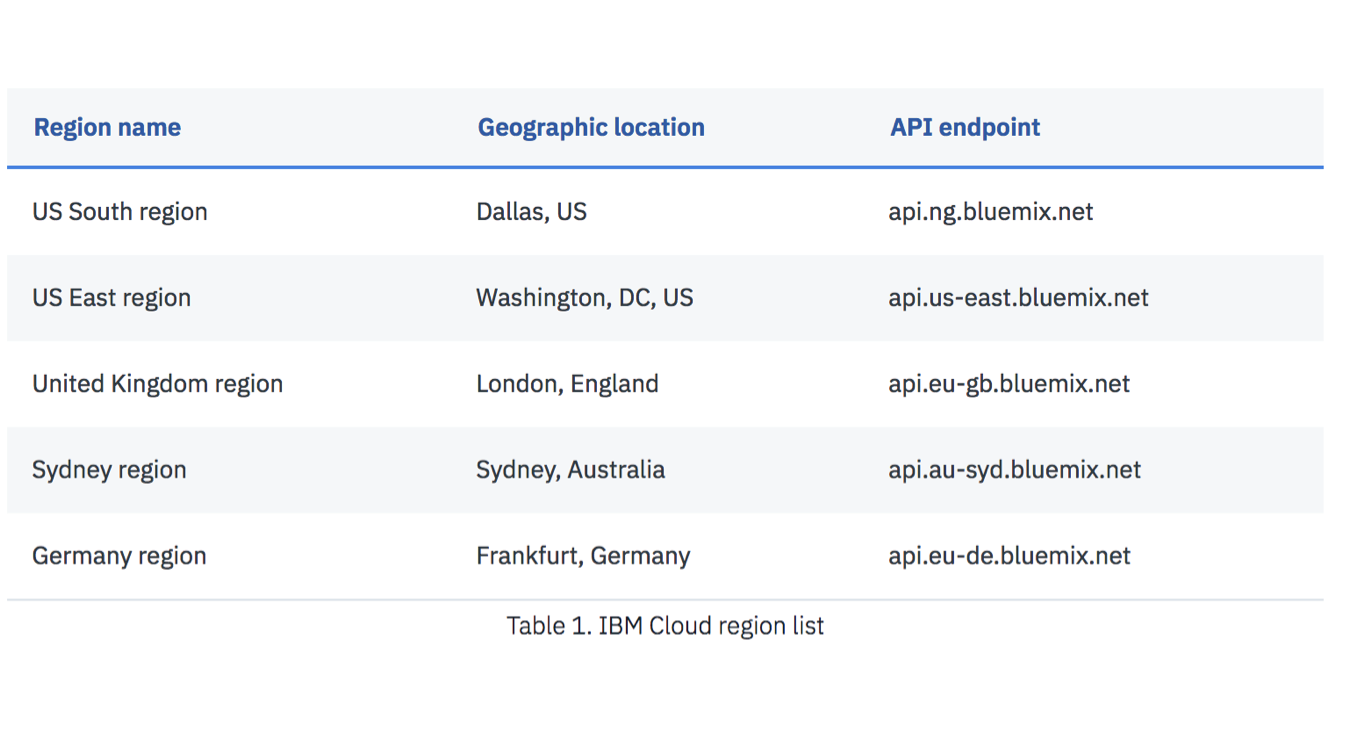 Region name Geographic location API endpoint
US South region Dallas, US api.ng.bluemix.net
US East region Washington, DC, US api.us-east.bluemix.net
United Kingdom region London, England api.eu-gb.bluemix.net
Sydney region Sydney, Australia api.au-syd.bluemix.net
Germany region Frankfurt, Germany api.eu-de.bluemix.net
Table 1. IBM Cloud region list